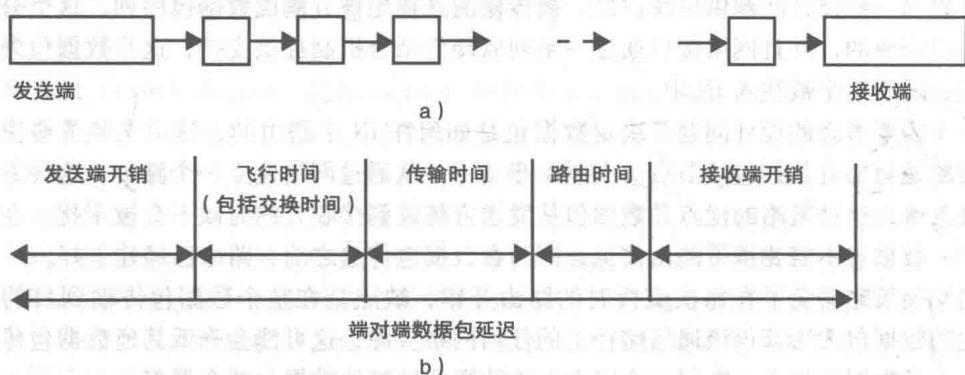 发送端
接收端
a)
发送端开销
飞行时间
(包括交换时间)
传输时间
路由时间
接收端开销
端对端数据包延迟
b)